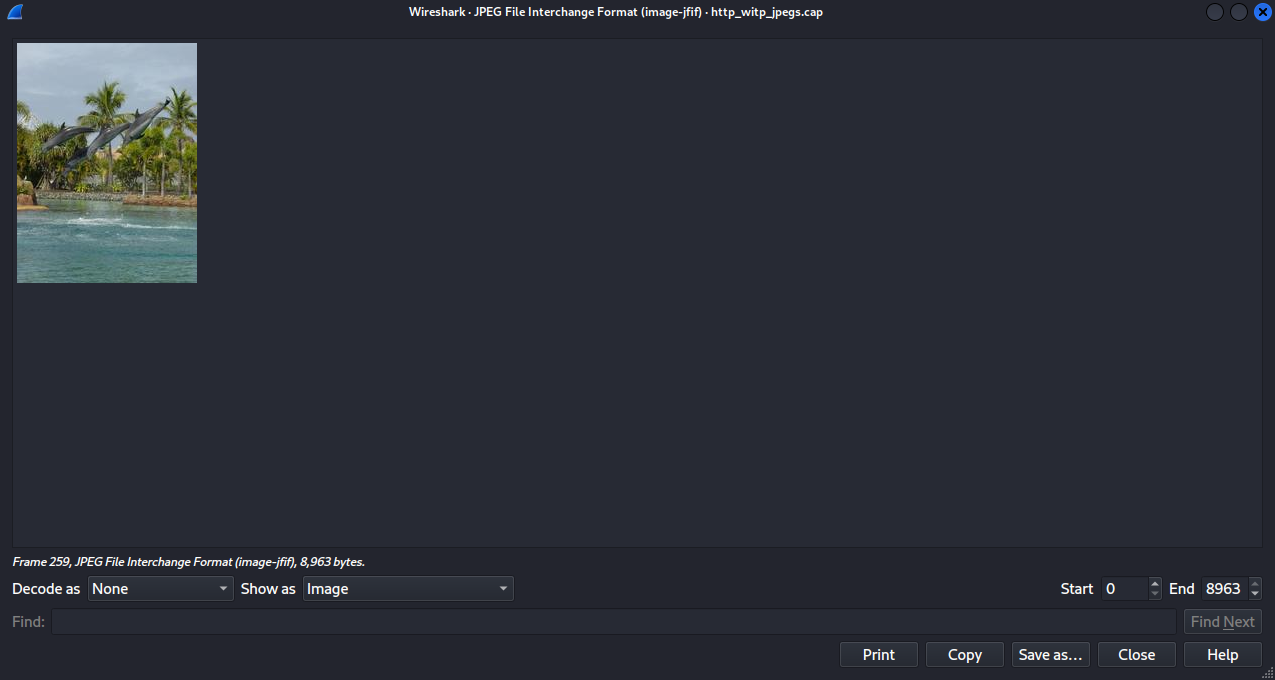 Wireshark · JPEG File Interchange Format (image-jfif) · http_witp_jpegs.cap
Frame 259, JPEG File Interchange Format (image-jfif), 8,963 bytes.
Decode as None Show as Image Start 0 End 8963
Find: Find Next
Print Copy Save as... Close Help